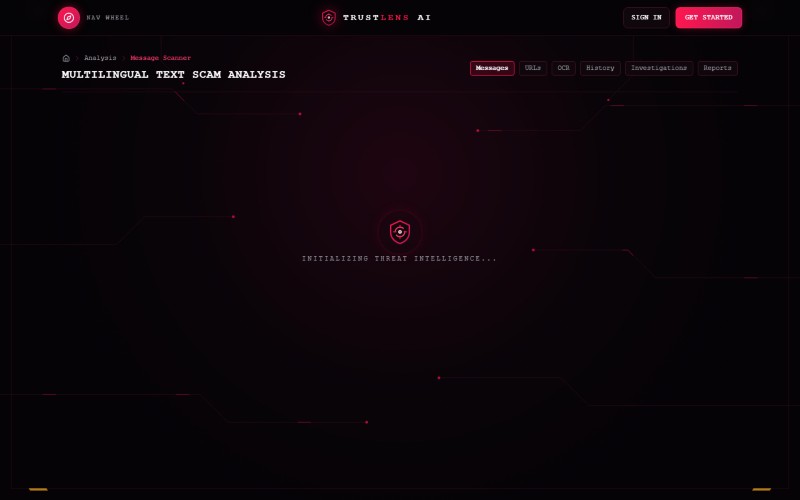 NAV WHEEL
TRUSTLENS AI
SIGN IN
GET STARTED
Analysis
Message Scanner
MULTILINGUAL TEXT SCAM ANALYSIS
Messages
URLs
OCR
History
Investigations
Reports
INITIALIZING THREAT INTELLIGENCE...